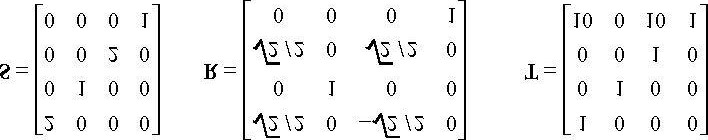 2 0 0 0 √2/2 0 -√2/2 0 1 0 0 0
0 1 0 0 0 1 0 0 0 1 0 0
S = R = T =
0 0 2 0 √2/2 0 √2/2 0 0 0 1 0
0 0 0 1 0 0 0 1 10 0 10 1